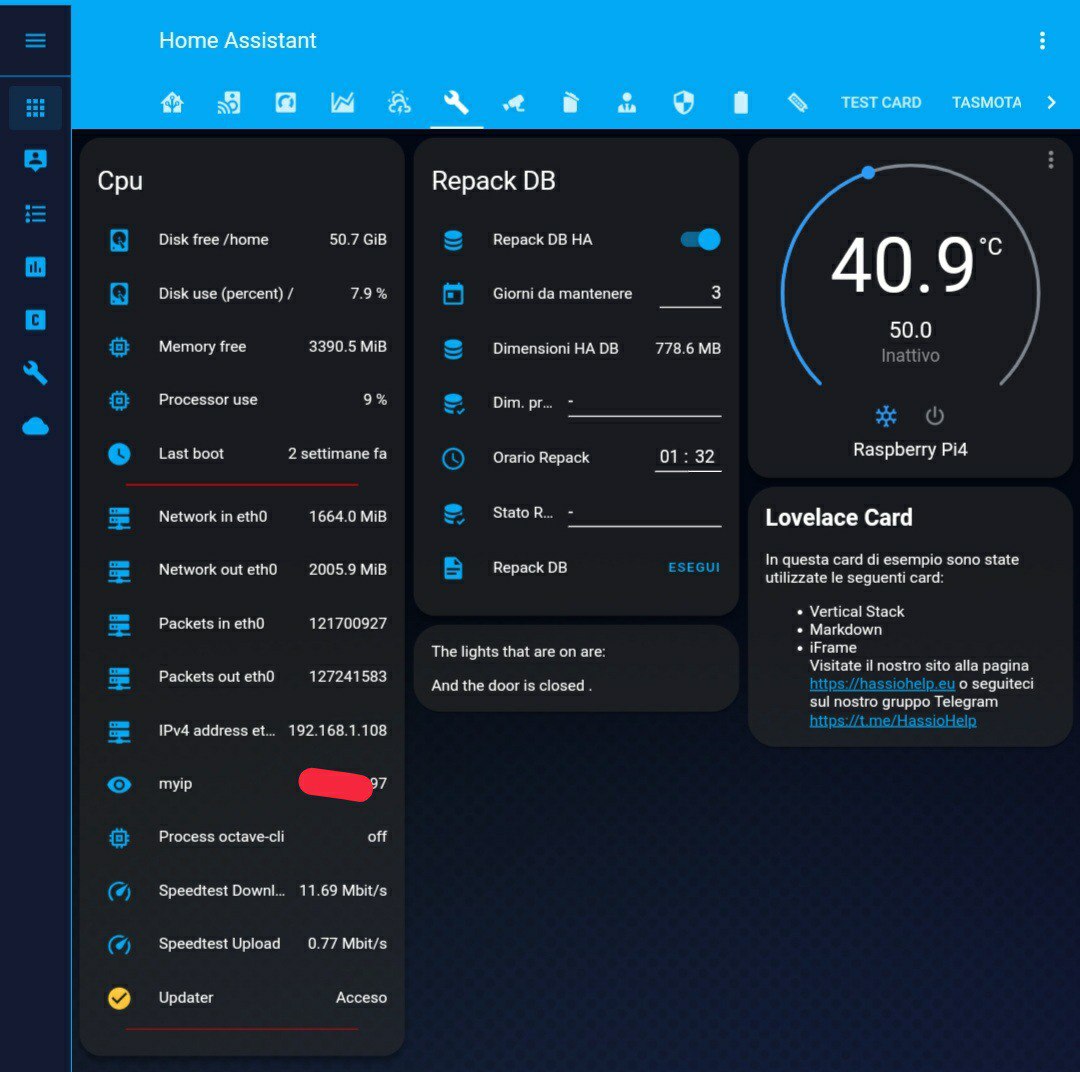 Home Assistant
TEST CARD
TASMOTA
Cpu
Disk free /home 50.7 GiB
Disk use (percent) / 7.9 %
Memory free 3390.5 MiB
Processor use 9 %
Last boot 2 settimane fa
Network in eth0 1664.0 MiB
Network out eth0 2005.9 MiB
Packets in eth0 121700927
Packets out eth0 127241583
IPv4 address et... 192.168.1.108
myip 97
Process octave-cli off
Speedtest Downl... 11.69 Mbit/s
Speedtest Upload 0.77 Mbit/s
Updater Acceso
Repack DB
Repack DB HA
Giorni da mantenere 3
Dimensioni HA DB 778.6 MB
Dim. pr... -
Orario Repack 01 : 32
Stato R... -
Repack DB ESEGUI
The lights that are on are:
And the door is closed .
40.9 °C
50.0
Inattivo
Raspberry Pi4
Lovelace Card
In questa card di esempio sono state
utilizzate le seguenti card:
• Vertical Stack
• Markdown
• iFrame
Visitate il nostro sito alla pagina
https://hassiohelp.eu o seguiteci
sul nostro gruppo Telegram
https://t.me/HassioHelp